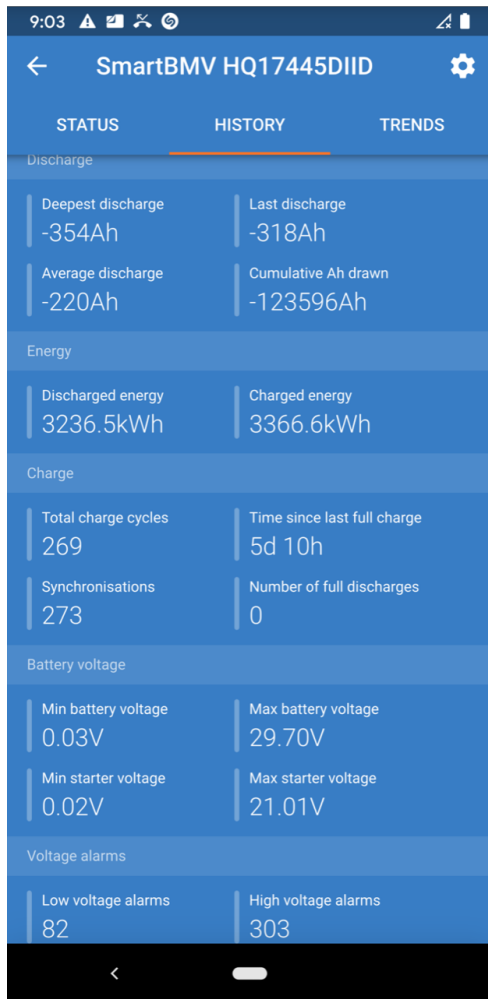 9:03
SmartBMV HQ17445DIID
STATUS HISTORY TRENDS
Discharge
Deepest discharge Last discharge
-354Ah -318Ah
Average discharge Cumulative Ah drawn
-220Ah -123596Ah
Energy
Discharged energy Charged energy
3236.5kWh 3366.6kWh
Charge
Total charge cycles Time since last full charge
269 5d 10h
Synchronisations Number of full discharges
273 0
Battery voltage
Min battery voltage Max battery voltage
0.03V 29.70V
Min starter voltage Max starter voltage
0.02V 21.01V
Voltage alarms
Low voltage alarms High voltage alarms
82 303